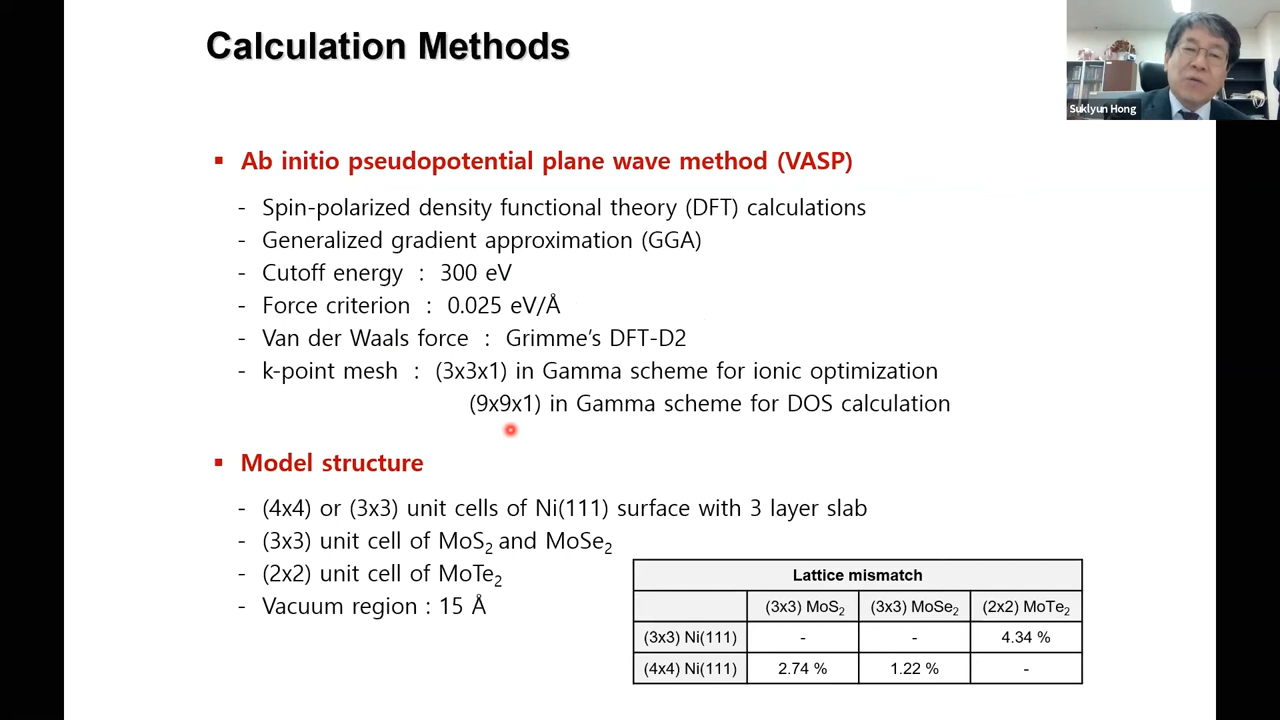 Calculation Methods
Suklyun Hong
▪ Ab initio pseudopotential plane wave method (VASP)
- Spin-polarized density functional theory (DFT) calculations
- Generalized gradient approximation (GGA)
- Cutoff energy : 300 eV
- Force criterion : 0.025 eV/Å
- Van der Waals force : Grimme's DFT-D2
- k-point mesh : (3x3x1) in Gamma scheme for ionic optimization
(9x9x1) in Gamma scheme for DOS calculation
▪ Model structure
- (4x4) or (3x3) unit cells of Ni(111) surface with 3 layer slab
- (3x3) unit cell of MoS₂ and MoSe₂
- (2x2) unit cell of MoTe₂
- Vacuum region : 15 Å
Lattice mismatch
(3x3) MoS₂ (3x3) MoSe₂ (2x2) MoTe₂
(3x3) Ni(111) - - 4.34 %
(4x4) Ni(111) 2.74 % 1.22 % -